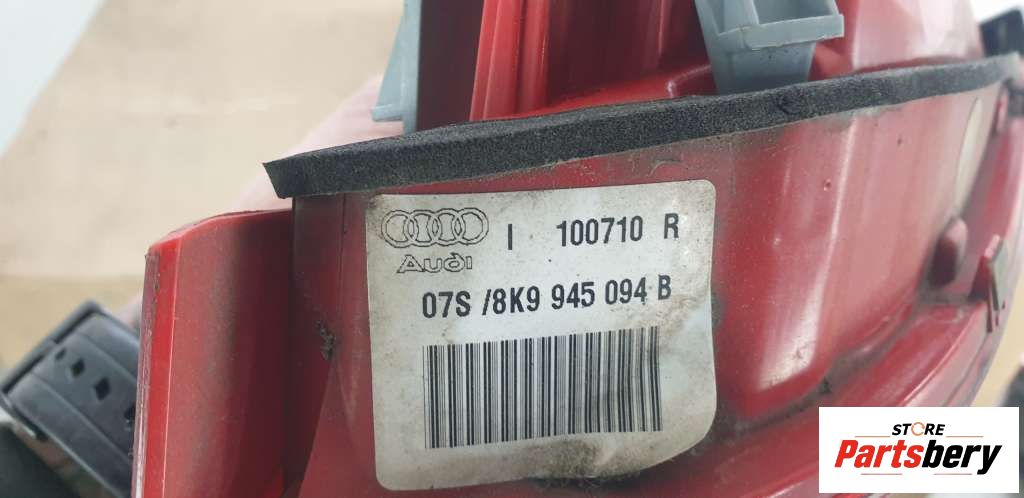 I 100710 R
Audi
07S /8K9 945 094 B
STORE
Partsbery